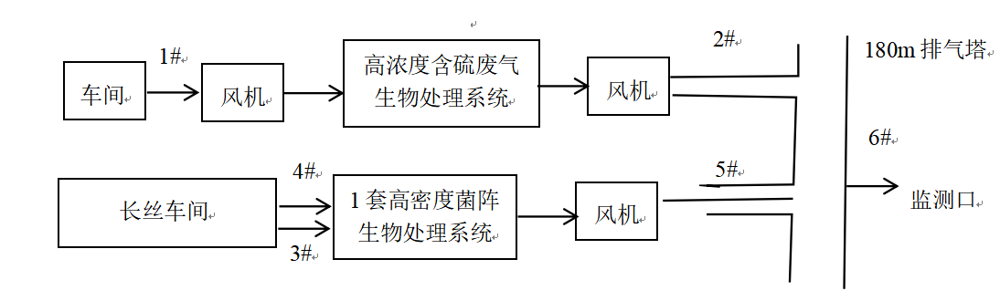 1#
车间
风机
高浓度含硫废气
生物处理系统
风机
2#
180m 排气塔
长丝车间
4#
3#
1 套高密度菌阵
生物处理系统
风机
5#
6#
监测口